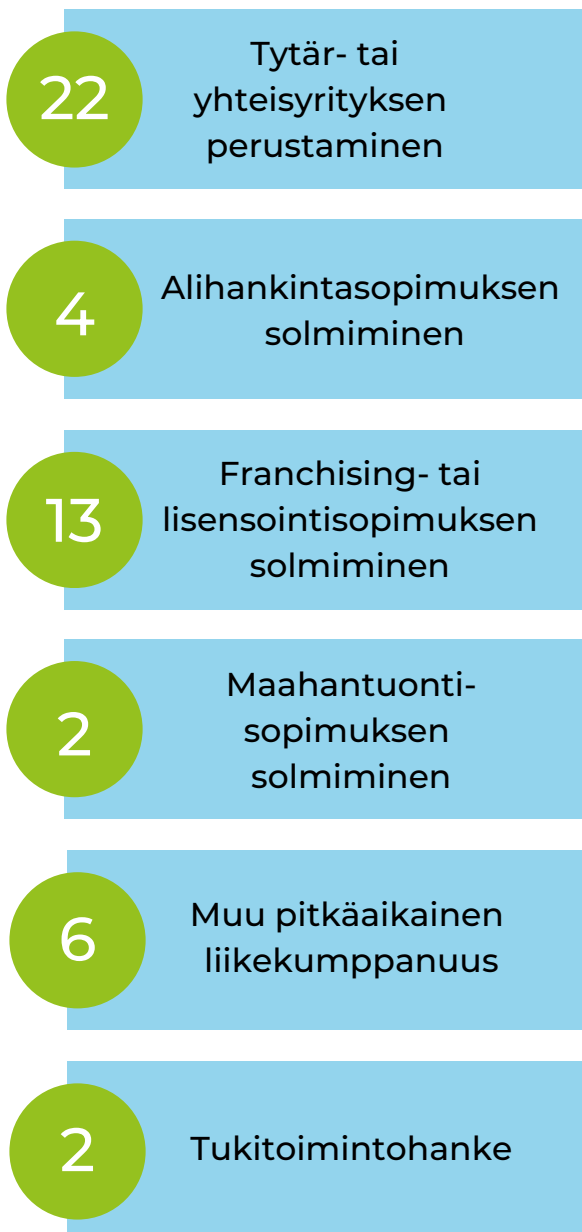 22
Tytär- tai
yhteisyrityksen
perustaminen
4
Alihankintasopimuksen
solmiminen
13
Franchising- tai
lisensointisopimuksen
solmiminen
2
Maahantuonti-
sopimuksen
solmiminen
6
Muu pitkäaikainen
liikekumppanuus
2
Tukitoimintohanke